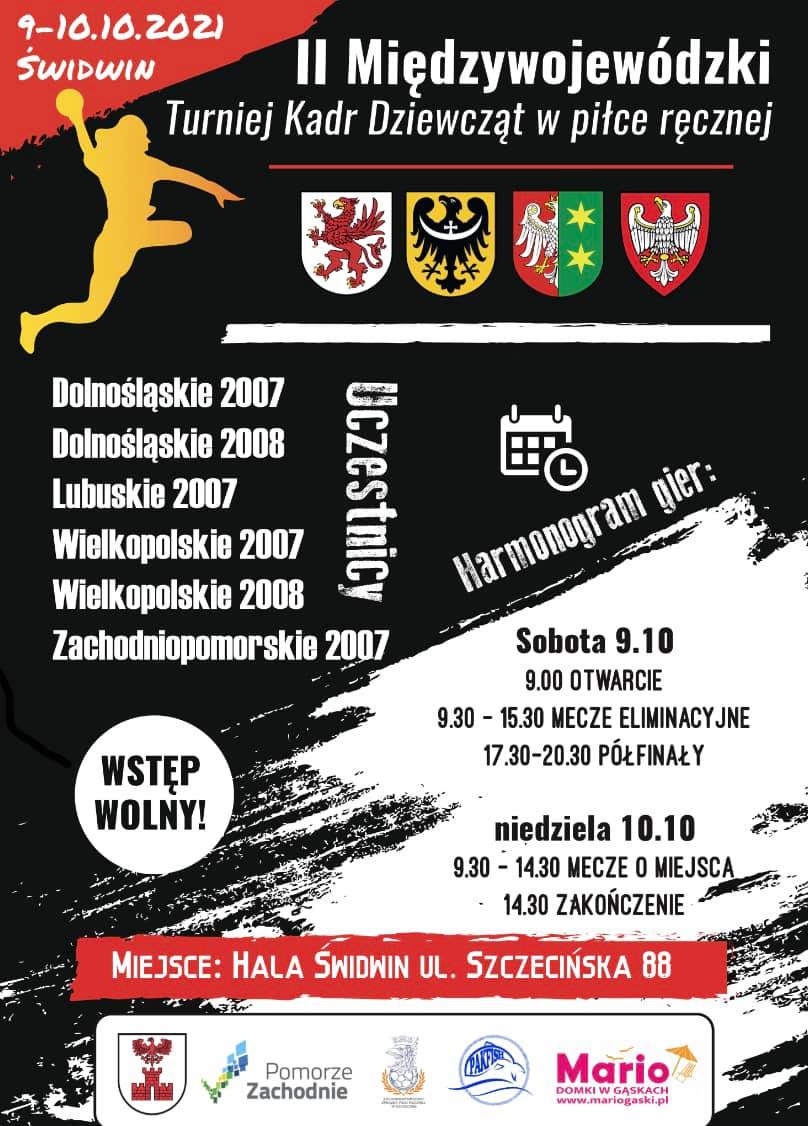 9-10.10.2021
ŚWIDWIN
II Międzywojewódzki
Turniej Kadr Dziewcząt w piłce ręcznej
Dolnośląskie 2007
Dolnośląskie 2008
Lubuskie 2007
Wielkopolskie 2007
Wielkopolskie 2008
Zachodniopomorskie 2007
Uczestnicy
Harmonogram gier:
Sobota 9.10
9.00 OTWARCIE
9.30 - 15.30 MECZE ELIMINACYJNE
17.30-20.30 PÓŁFINAŁY
niedziela 10.10
9.30 - 14.30 MECZE O MIEJSCA
14.30 ZAKOŃCZENIE
WSTĘP
WOLNY!
MIEJSCE: HALA ŚWIDWIN UL. SZCZECIŃSKA 88
Pomorze
Zachodnie
PAKFISH
Mario
DOMKI W GĄSKACH
www.mariogaski.pl